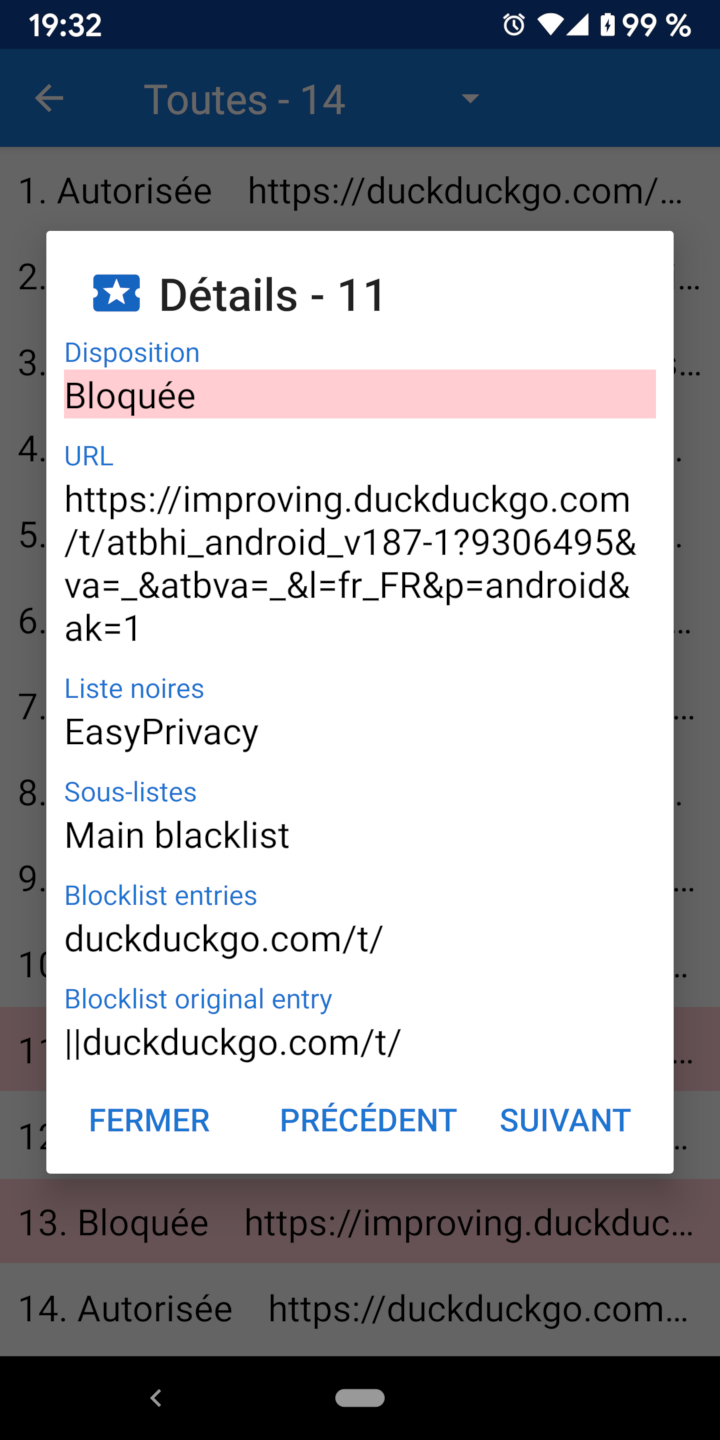 19:32
99 %
Toutes - 14
1. Autorisée https://duckduckgo.com/...
2.
...
3.
...
4.
5.
6.
7.
...
8.
9.
...
Détails - 11
Disposition
Bloquée
URL
https://improving.duckduckgo.com
/t/atbhi_android_v187-1?9306495&
va=_&atbva=_&l=fr_FR&p=android&
ak=1
Liste noires
EasyPrivacy
Sous-listes
Main blacklist
Blocklist entries
duckduckgo.com/t/
Blocklist original entry
||duckduckgo.com/t/
FERMER PRÉCÉDENT SUIVANT
13. Bloquée https://improving.duckduc...
14. Autorisée https://duckduckgo.com...